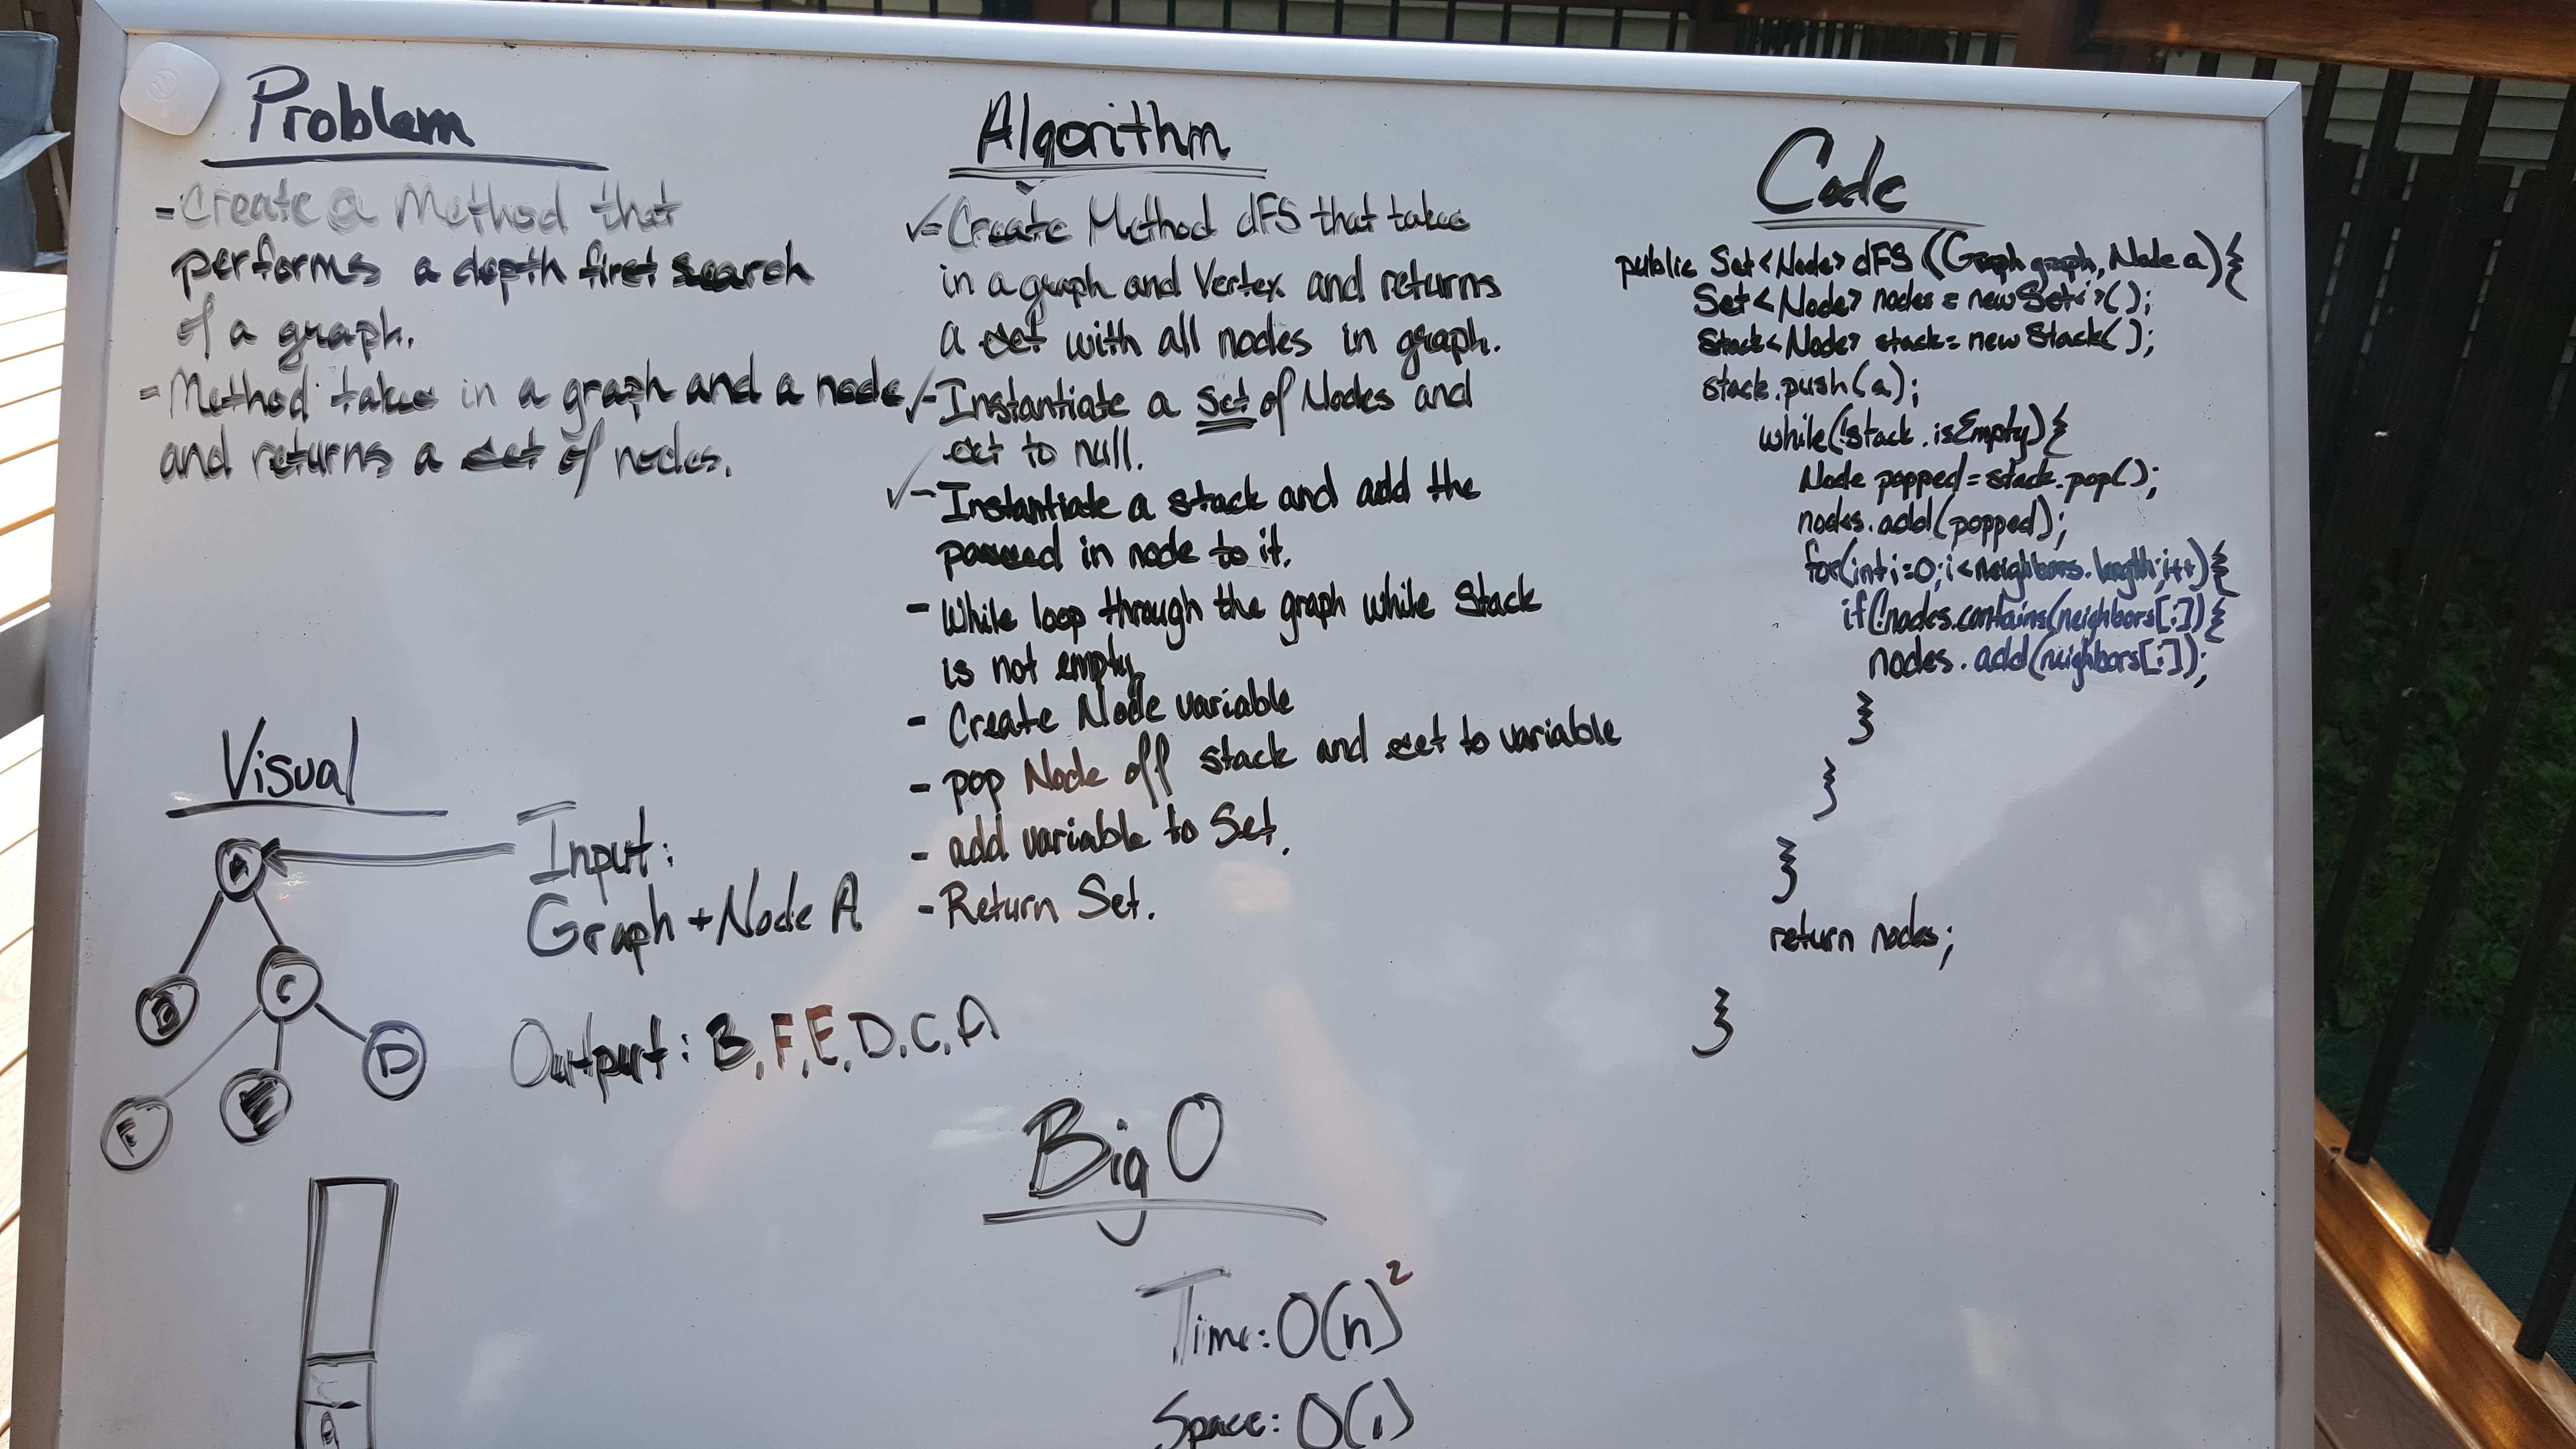 Problem
- Create a Method that
performs a depth first search
of a graph.
- Method takes in a graph and a node
and returns a set of nodes.
Visual
A
B
C
D
E
F
Input:
Graph + Node A
Output: B, F, E, D, C, A
C
Algorithm
✓- Create Method dFS that takes
in a graph and Vertex and returns
a set with all nodes in graph.
✓- Instantiate a set of Nodes and
set to null.
✓- Instantiate a stack and add the
passed in node to it.
- While loop through the graph while Stack
is not empty
- Create Node variable
- pop Node off stack and set to variable
- add variable to Set.
- Return Set.
Big O
Time: O(n)²
Space: O(1)
Code
public Set<Node> dFS (Graph graph, Node a){
Set<Node> nodes = new Set<>();
Stack<Node> stack = new Stack();
stack.push(a);
while(!stack.isEmpty){
Node popped = stack.pop();
nodes.add(popped);
for(int i=0; i<neighbors.length; i++){
if(!nodes.contains(neighbors[i]){
nodes.add(neighbors[i]);
}
}
}
return nodes;
}